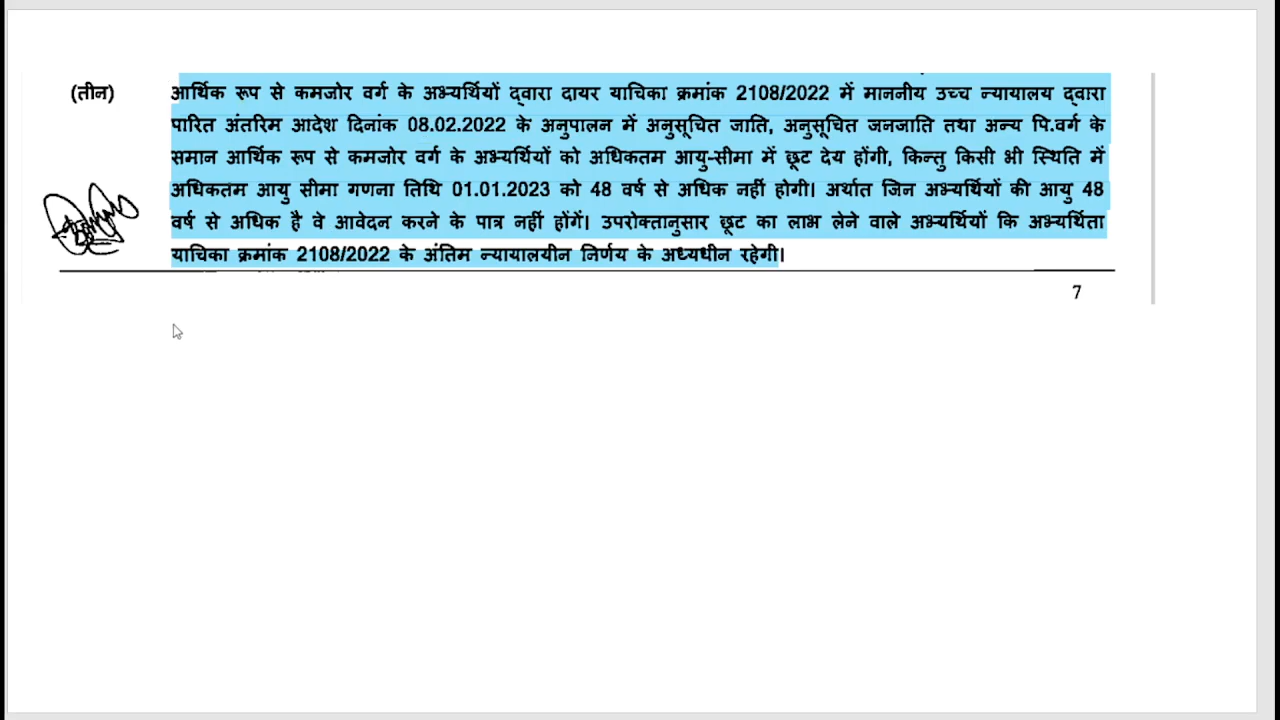 (तीन) आर्थिक रूप से कमजोर वर्ग के अभ्यर्थियों द्वारा दायर याचिका क्रमांक 2108/2022 में माननीय उच्च न्यायालय द्वारा
पारित अंतरिम आदेश दिनांक 08.02.2022 के अनुपालन में अनुसूचित जाति, अनुसूचित जनजाति तथा अन्य पि.वर्ग के
समान आर्थिक रूप से कमजोर वर्ग के अभ्यर्थियों को अधिकतम आयु-सीमा में छूट देय होंगी, किन्तु किसी भी स्थिति में
अधिकतम आयु सीमा गणना तिथि 01.01.2023 को 48 वर्ष से अधिक नहीं होगी। अर्थात जिन अभ्यर्थियों की आयु 48
वर्ष से अधिक है वे आवेदन करने के पात्र नहीं होंगें। उपरोक्तानुसार छूट का लाभ लेने वाले अभ्यर्थियों कि अभ्यर्थिता
याचिका क्रमांक 2108/2022 के अंतिम न्यायालयीन निर्णय के अध्यधीन रहेगी।
7